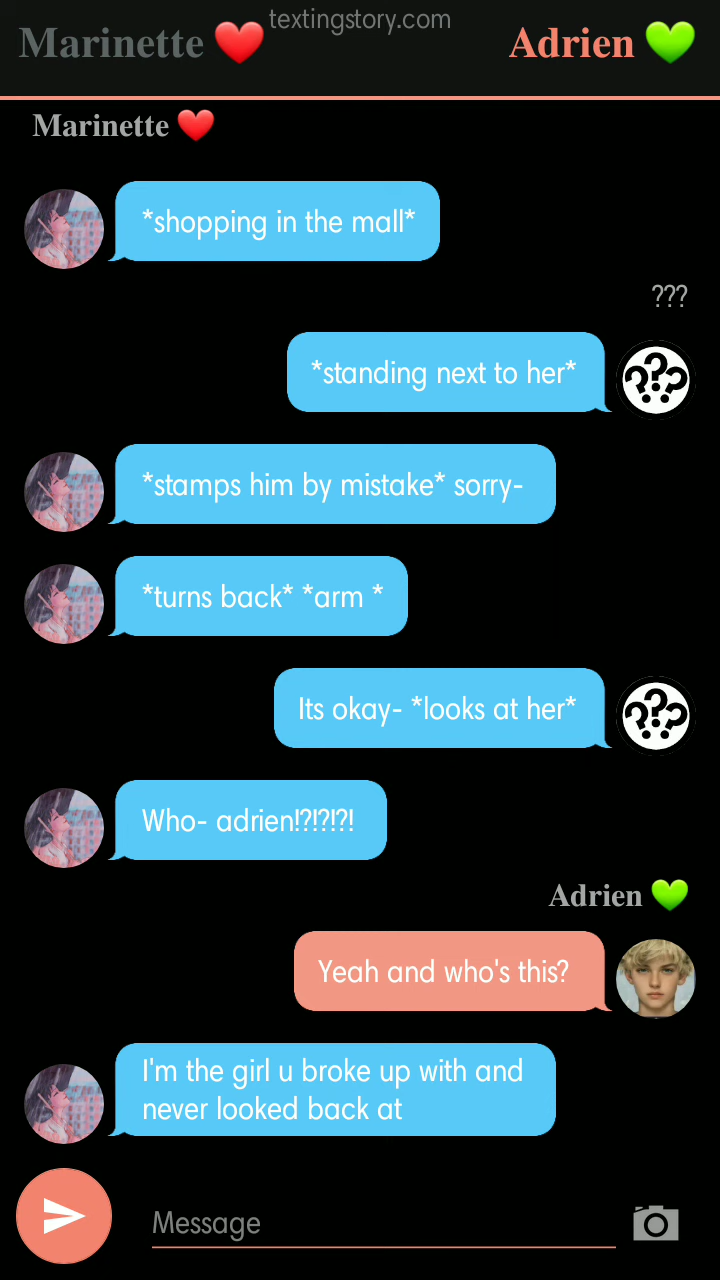 textingstory.com
Marinette ❤️
Adrien 💚
Marinette ❤️
*shopping in the mall*
???
*standing next to her*
*stamps him by mistake* sorry-
*turns back* *arm *
Its okay- *looks at her*
Who- adrien!?!?!?!
Adrien 💚
Yeah and who's this?
I'm the girl u broke up with and
never looked back at
Message